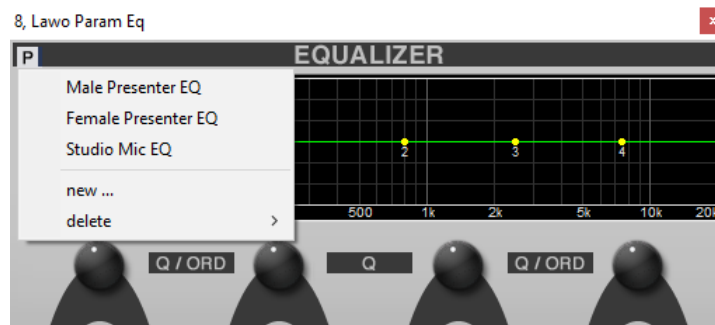 8, Lawo Param Eq
x
P EQUALIZER
Male Presenter EQ
Female Presenter EQ
Studio Mic EQ
new ...
delete >
2 3 4
500 1k 2k 5k 10k 20k
Q / ORD Q Q / ORD